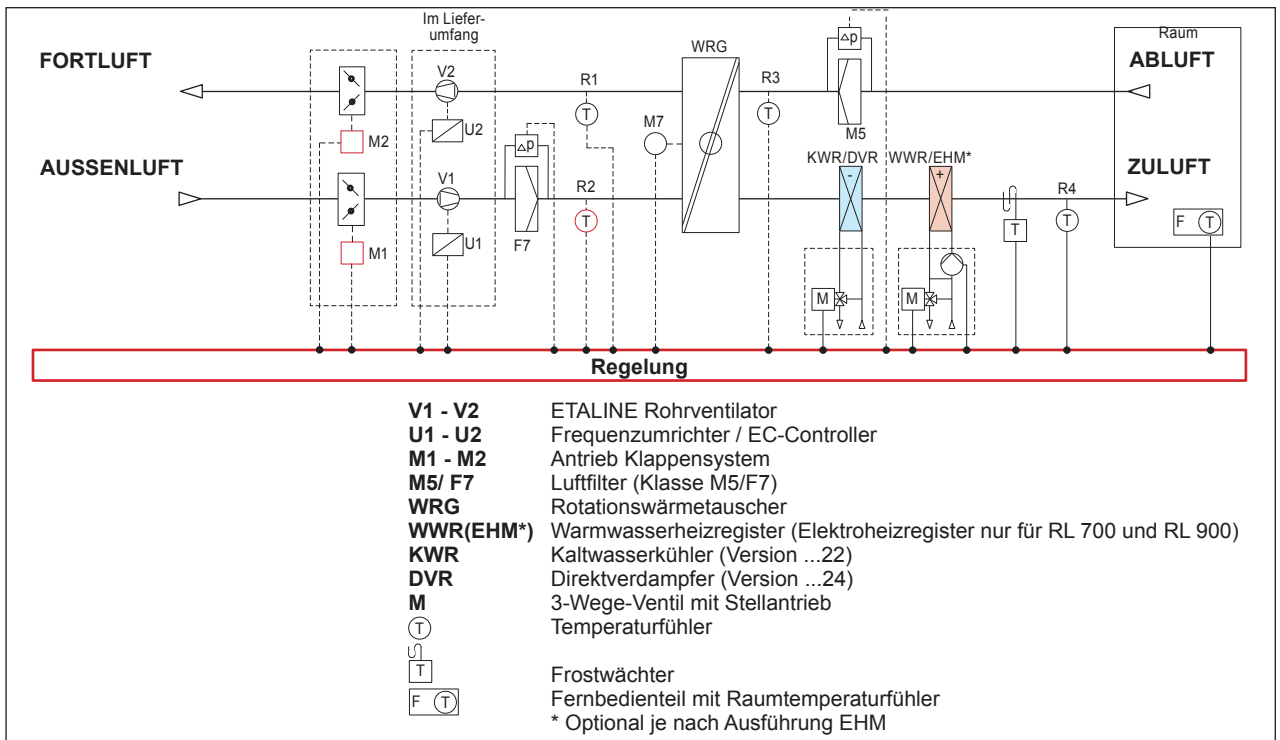 Im Liefer-
umfang
Raum
FORTLUFT
V2
R1
WRG
R3
Δp
ABLUFT
T
T
M2
U2
M7
M5
Δp
AUSSENLUFT
V1
R2
KWR/DVR
WWR/EHM*
ZULUFT
-
+
R4
T
T
T
F T
M1
U1
F7
M
M
Regelung
V1 - V2 ETALINE Rohrventilator
U1 - U2 Frequenzumrichter / EC-Controller
M1 - M2 Antrieb Klappensystem
M5/ F7 Luftfilter (Klasse M5/F7)
WRG Rotationswärmetauscher
WWR(EHM*) Warmwasserheizregister (Elektroheizregister nur für RL 700 und RL 900)
KWR Kaltwasserkühler (Version ...22)
DVR Direktverdampfer (Version ...24)
M 3-Wege-Ventil mit Stellantrieb
T Temperaturfühler
T Frostwächter
F T Fernbedienteil mit Raumtemperaturfühler
* Optional je nach Ausführung EHM